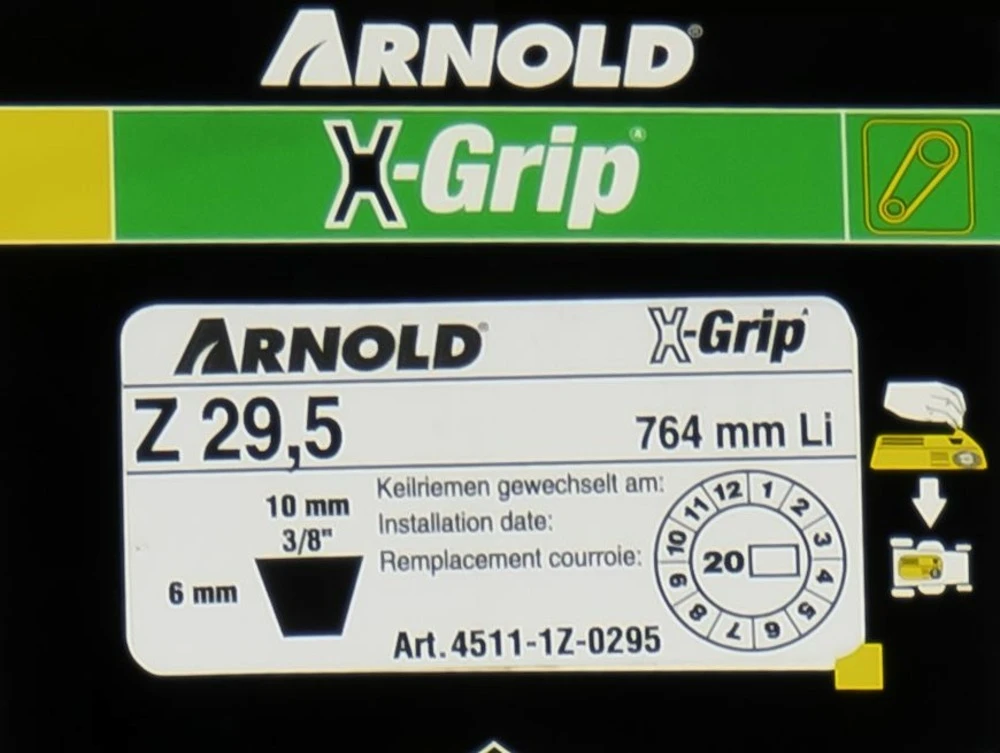 ARNOLD®
X-Grip®
ARNOLD® X-Grip
Z 29,5 764 mm Li
10 mm
3/8"
6 mm
Keilriemen gewechselt am:
Installation date:
Remplacement courroie:
12 1 2 3 4 5 6 7 8 9 10 11
20
Art. 4511-1Z-0295